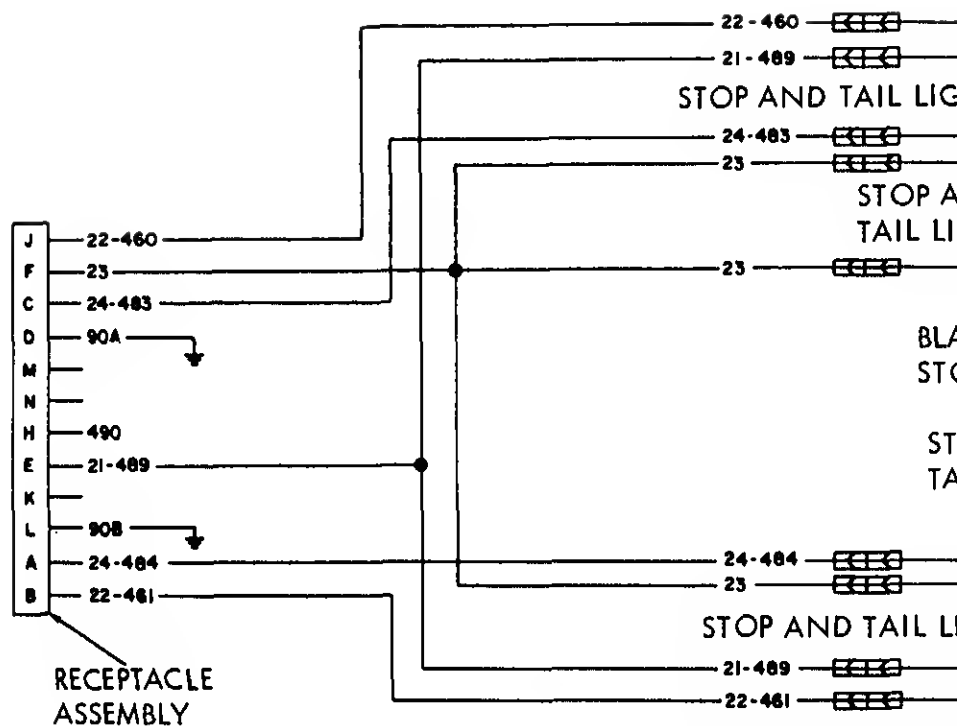 22-460
21-489
STOP AND TAIL LIG
24-483
23
STOP A
TAIL LI
J 22-460
F 23
23
C 24-483
D 90A
BLA
STO
M
N
H 490
ST
E 21-489
TA
K
L 90B
A 24-484
24-484
B 22-461
23
STOP AND TAIL LI
21-489
RECEPTACLE
22-461
ASSEMBLY